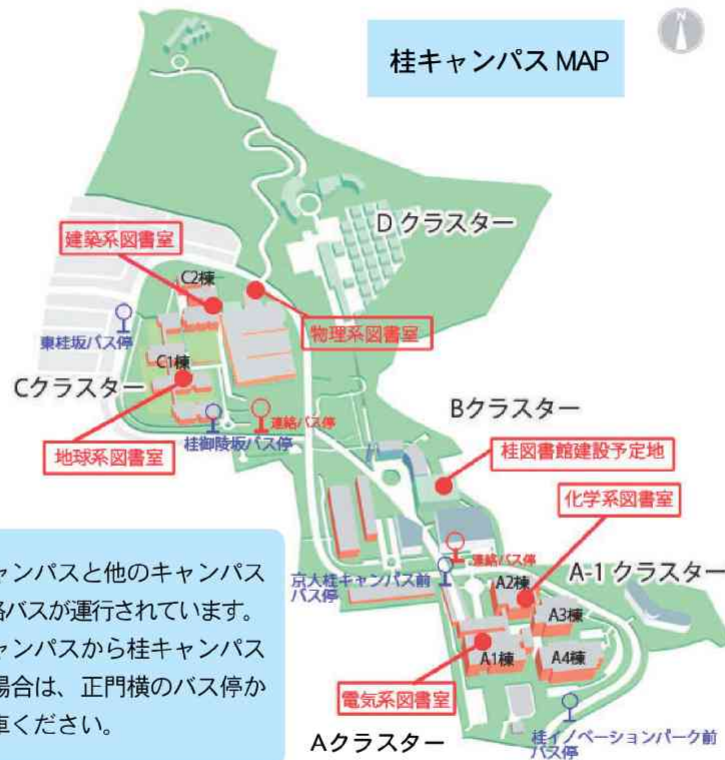 N
桂キャンパス MAP
Dクラスター
建築系図書室
C2棟
物理系図書室
東桂坂バス停
C1棟
Cクラスター
連絡バス停
桂御陵坂バス停
地球系図書室
Bクラスター
桂図書館建設予定地
化学系図書室
連絡バス停
京大桂キャンパス前
バス停
A-1 クラスター
A2棟
A3棟
A1棟
A4棟
電気系図書室
Aクラスター
桂イノベーションパーク前
バス停
ャンパスと他のキャンパス
絡バスが運行されています。
ャンパスから桂キャンパス
場合は、正門横のバス停か
車ください。